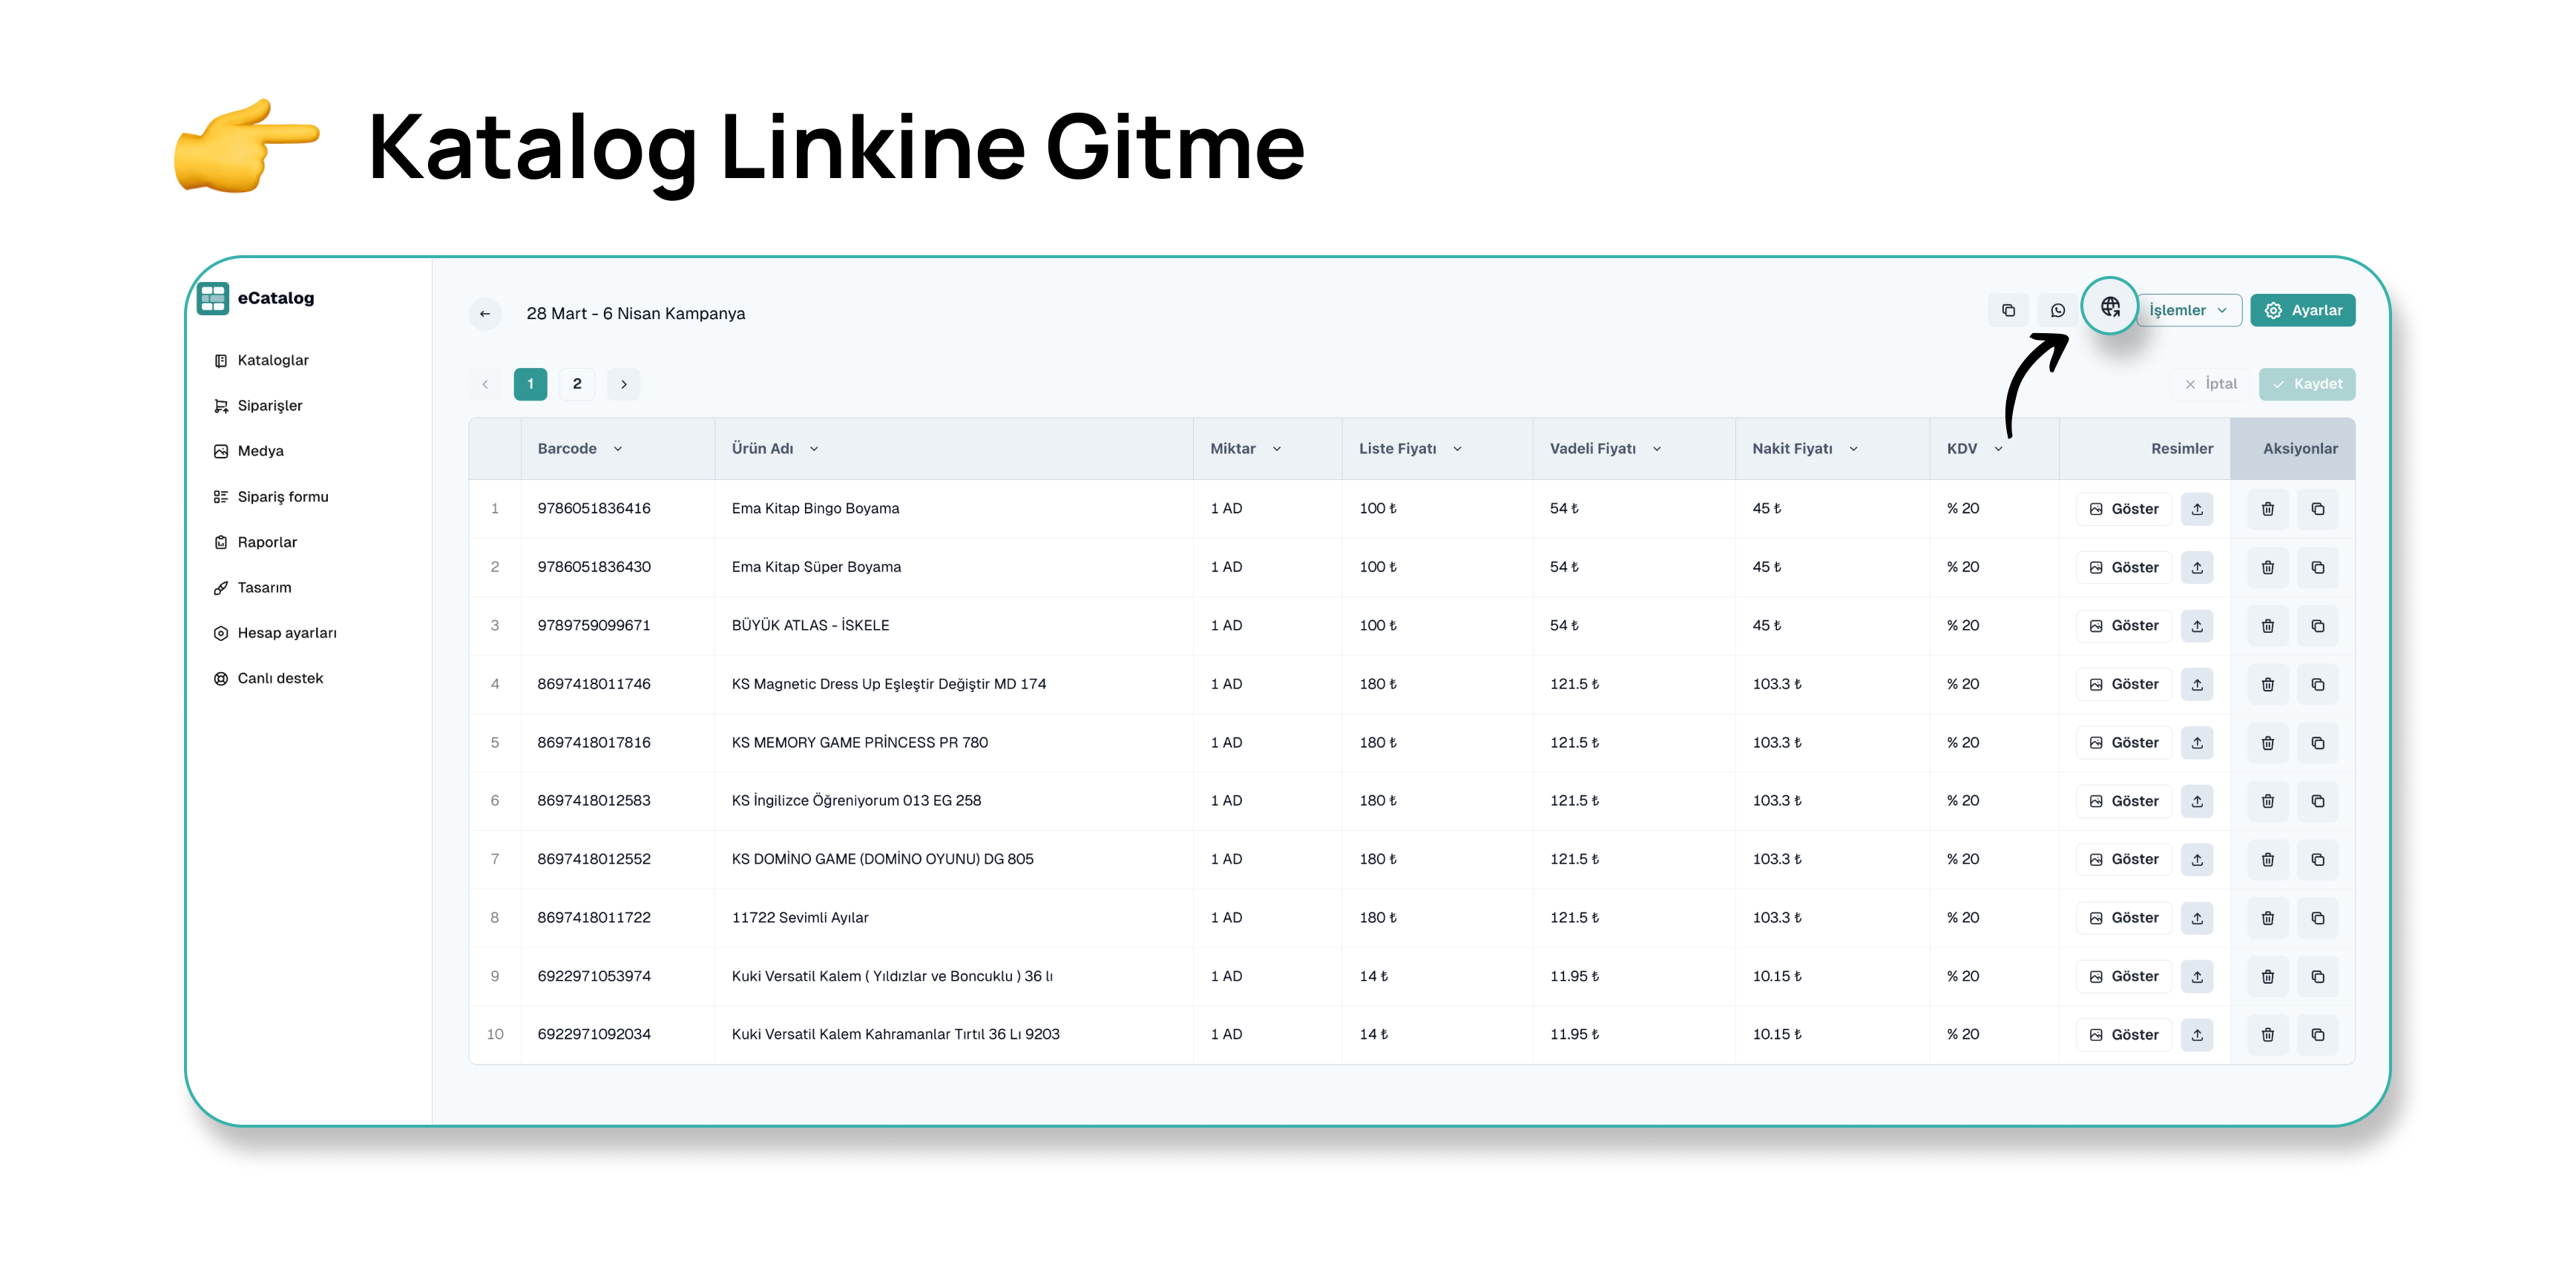 Katalog Linkine Gitme
eCatalog
Kataloglar
Siparişler
Medya
Sipariş formu
Raporlar
Tasarım
Hesap ayarları
Canlı destek
28 Mart - 6 Nisan Kampanya
İşlemler
Ayarlar
1 2
İptal
Kaydet
Barcode Ürün Adı Miktar Liste Fiyatı Vadeli Fiyatı Nakit Fiyatı KDV Resimler Aksiyonlar
1 9786051836416 Ema Kitap Bingo Boyama 1 AD 100 ₺ 54 ₺ 45 ₺ % 20 Göster
2 9786051836430 Ema Kitap Süper Boyama 1 AD 100 ₺ 54 ₺ 45 ₺ % 20 Göster
3 9789759099671 BÜYÜK ATLAS - İSKELE 1 AD 100 ₺ 54 ₺ 45 ₺ % 20 Göster
4 8697418011746 KS Magnetic Dress Up Eşleştir Değiştir MD 174 1 AD 180 ₺ 121.5 ₺ 103.3 ₺ % 20 Göster
5 8697418017816 KS MEMORY GAME PRİNCESS PR 780 1 AD 180 ₺ 121.5 ₺ 103.3 ₺ % 20 Göster
6 8697418012583 KS İngilizce Öğreniyorum 013 EG 258 1 AD 180 ₺ 121.5 ₺ 103.3 ₺ % 20 Göster
7 8697418012552 KS DOMİNO GAME (DOMİNO OYUNU) DG 805 1 AD 180 ₺ 121.5 ₺ 103.3 ₺ % 20 Göster
8 8697418011722 11722 Sevimli Ayılar 1 AD 180 ₺ 121.5 ₺ 103.3 ₺ % 20 Göster
9 6922971053974 Kuki Versatil Kalem ( Yıldızlar ve Boncuklu ) 36 lı 1 AD 14 ₺ 11.95 ₺ 10.15 ₺ % 20 Göster
10 6922971092034 Kuki Versatil Kalem Kahramanlar Tırtıl 36 Lı 9203 1 AD 14 ₺ 11.95 ₺ 10.15 ₺ % 20 Göster